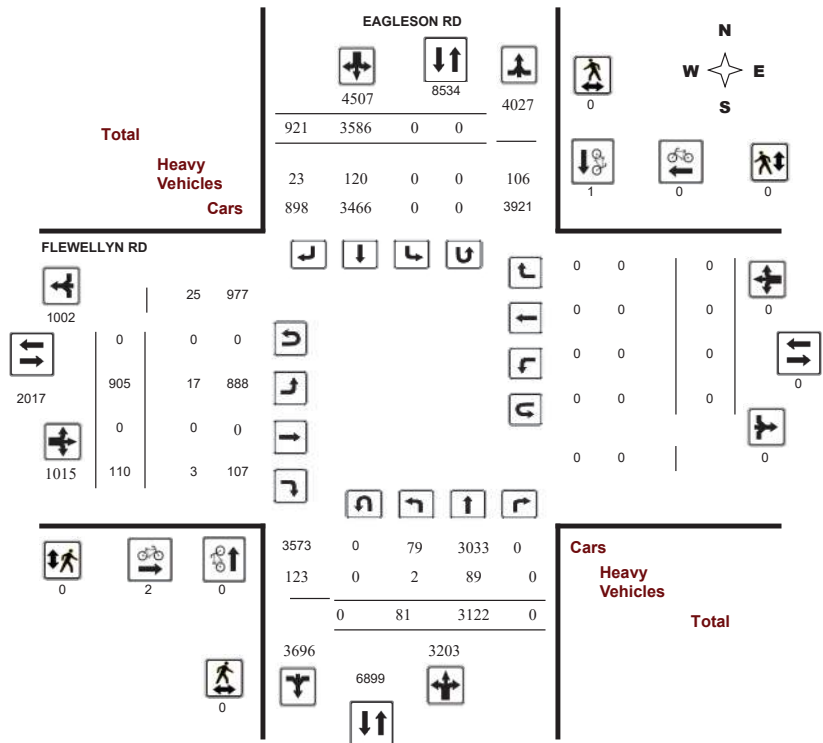 EAGLESON RD
N
W E
S
4507 8534 4027 0
Total 921 3586 0 0
Heavy
Vehicles 23 120 0 0 106
1 0 0
Cars 898 3466 0 0 3921
FLEWELLYN RD
0 0 0 0
25 977
1002
0 0 0
0 0 0
2017 905 17 888
0 0 0
0
0 0 0
0 0 0
1015
110 3 107
0 0 0
3573 0 79 3033 0 Cars
123 0 2 89 0 Heavy
Vehicles
0 2 0
0 81 3122 0 Total
3696 6899 3203
0